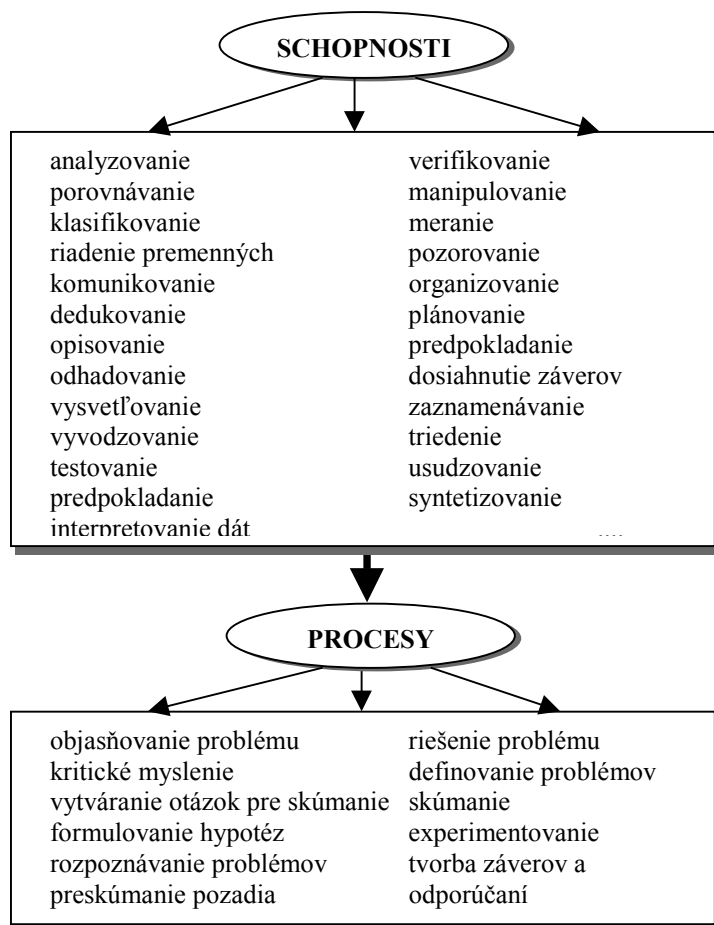 SCHOPNOSTI
analyzovanie
porovnávanie
klasifikovanie
riadenie premenných
komunikovanie
dedukovanie
opisovanie
odhadovanie
vysvetľovanie
vyvodzovanie
testovanie
predpokladanie
interpretovanie dát
verifikovanie
manipulovanie
meranie
pozorovanie
organizovanie
plánovanie
predpokladanie
dosiahnutie záverov
zaznamenávanie
triedenie
usudzovanie
syntetizovanie
....
PROCESY
objasňovanie problému
kritické myslenie
vytváranie otázok pre skúmanie
formulovanie hypotéz
rozpoznávanie problémov
preskúmanie pozadia
riešenie problému
definovanie problémov
skúmanie
experimentovanie
tvorba záverov a
odporúčaní